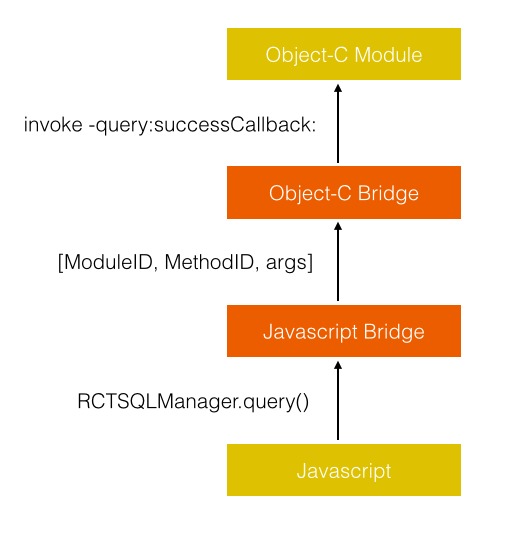 Object-C Module
invoke -query:successCallback:
Object-C Bridge
[ModuleID, MethodID, args]
Javascript Bridge
RCTSQLManager.query()
Javascript